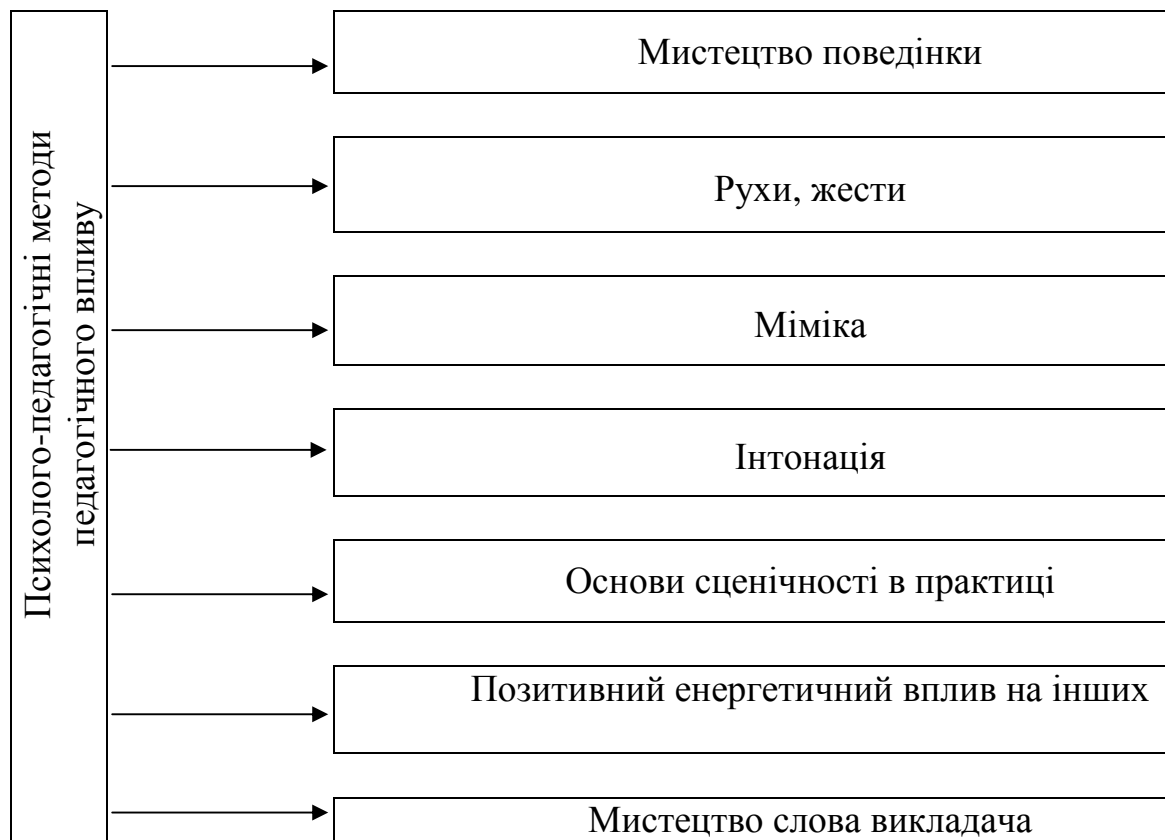 Психолого-педагогічні методи
педагогічного впливу
Мистецтво поведінки
Рухи, жести
Міміка
Інтонація
Основи сценічності в практиці
Позитивний енергетичний вплив на інших
Мистецтво слова викладача